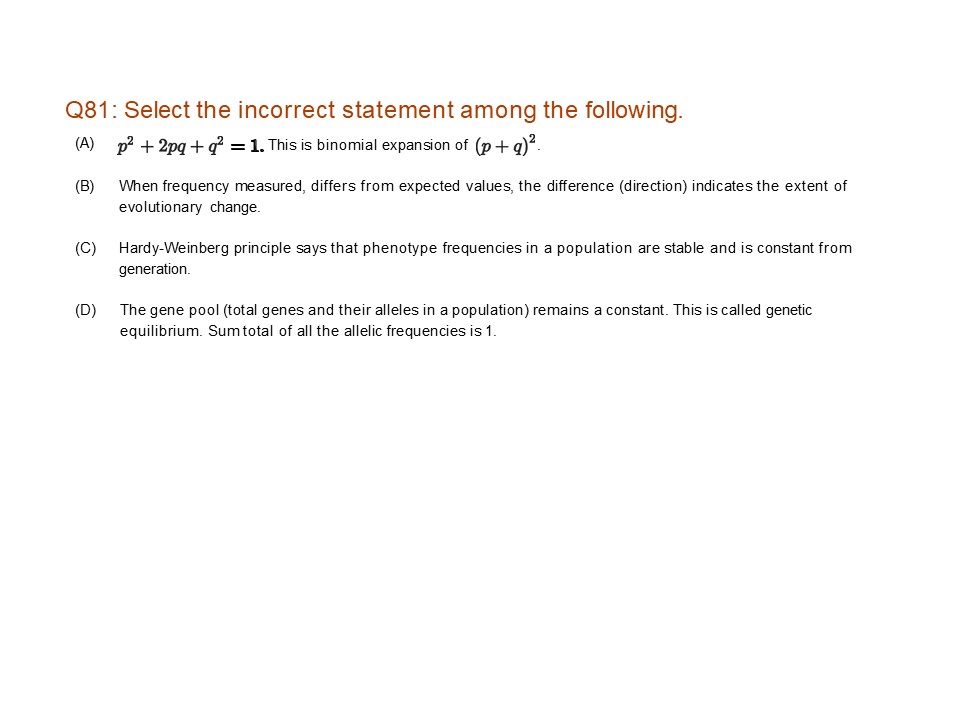 Q81: Select the incorrect statement among the following.
(A) p² + 2pq + q² = 1. This is binomial expansion of (p + q)².
(B) When frequency measured, differs from expected values, the difference (direction) indicates the extent of
evolutionary change.
(C) Hardy-Weinberg principle says that phenotype frequencies in a population are stable and is constant from
generation.
(D) The gene pool (total genes and their alleles in a population) remains a constant. This is called genetic
equilibrium. Sum total of all the allelic frequencies is 1.